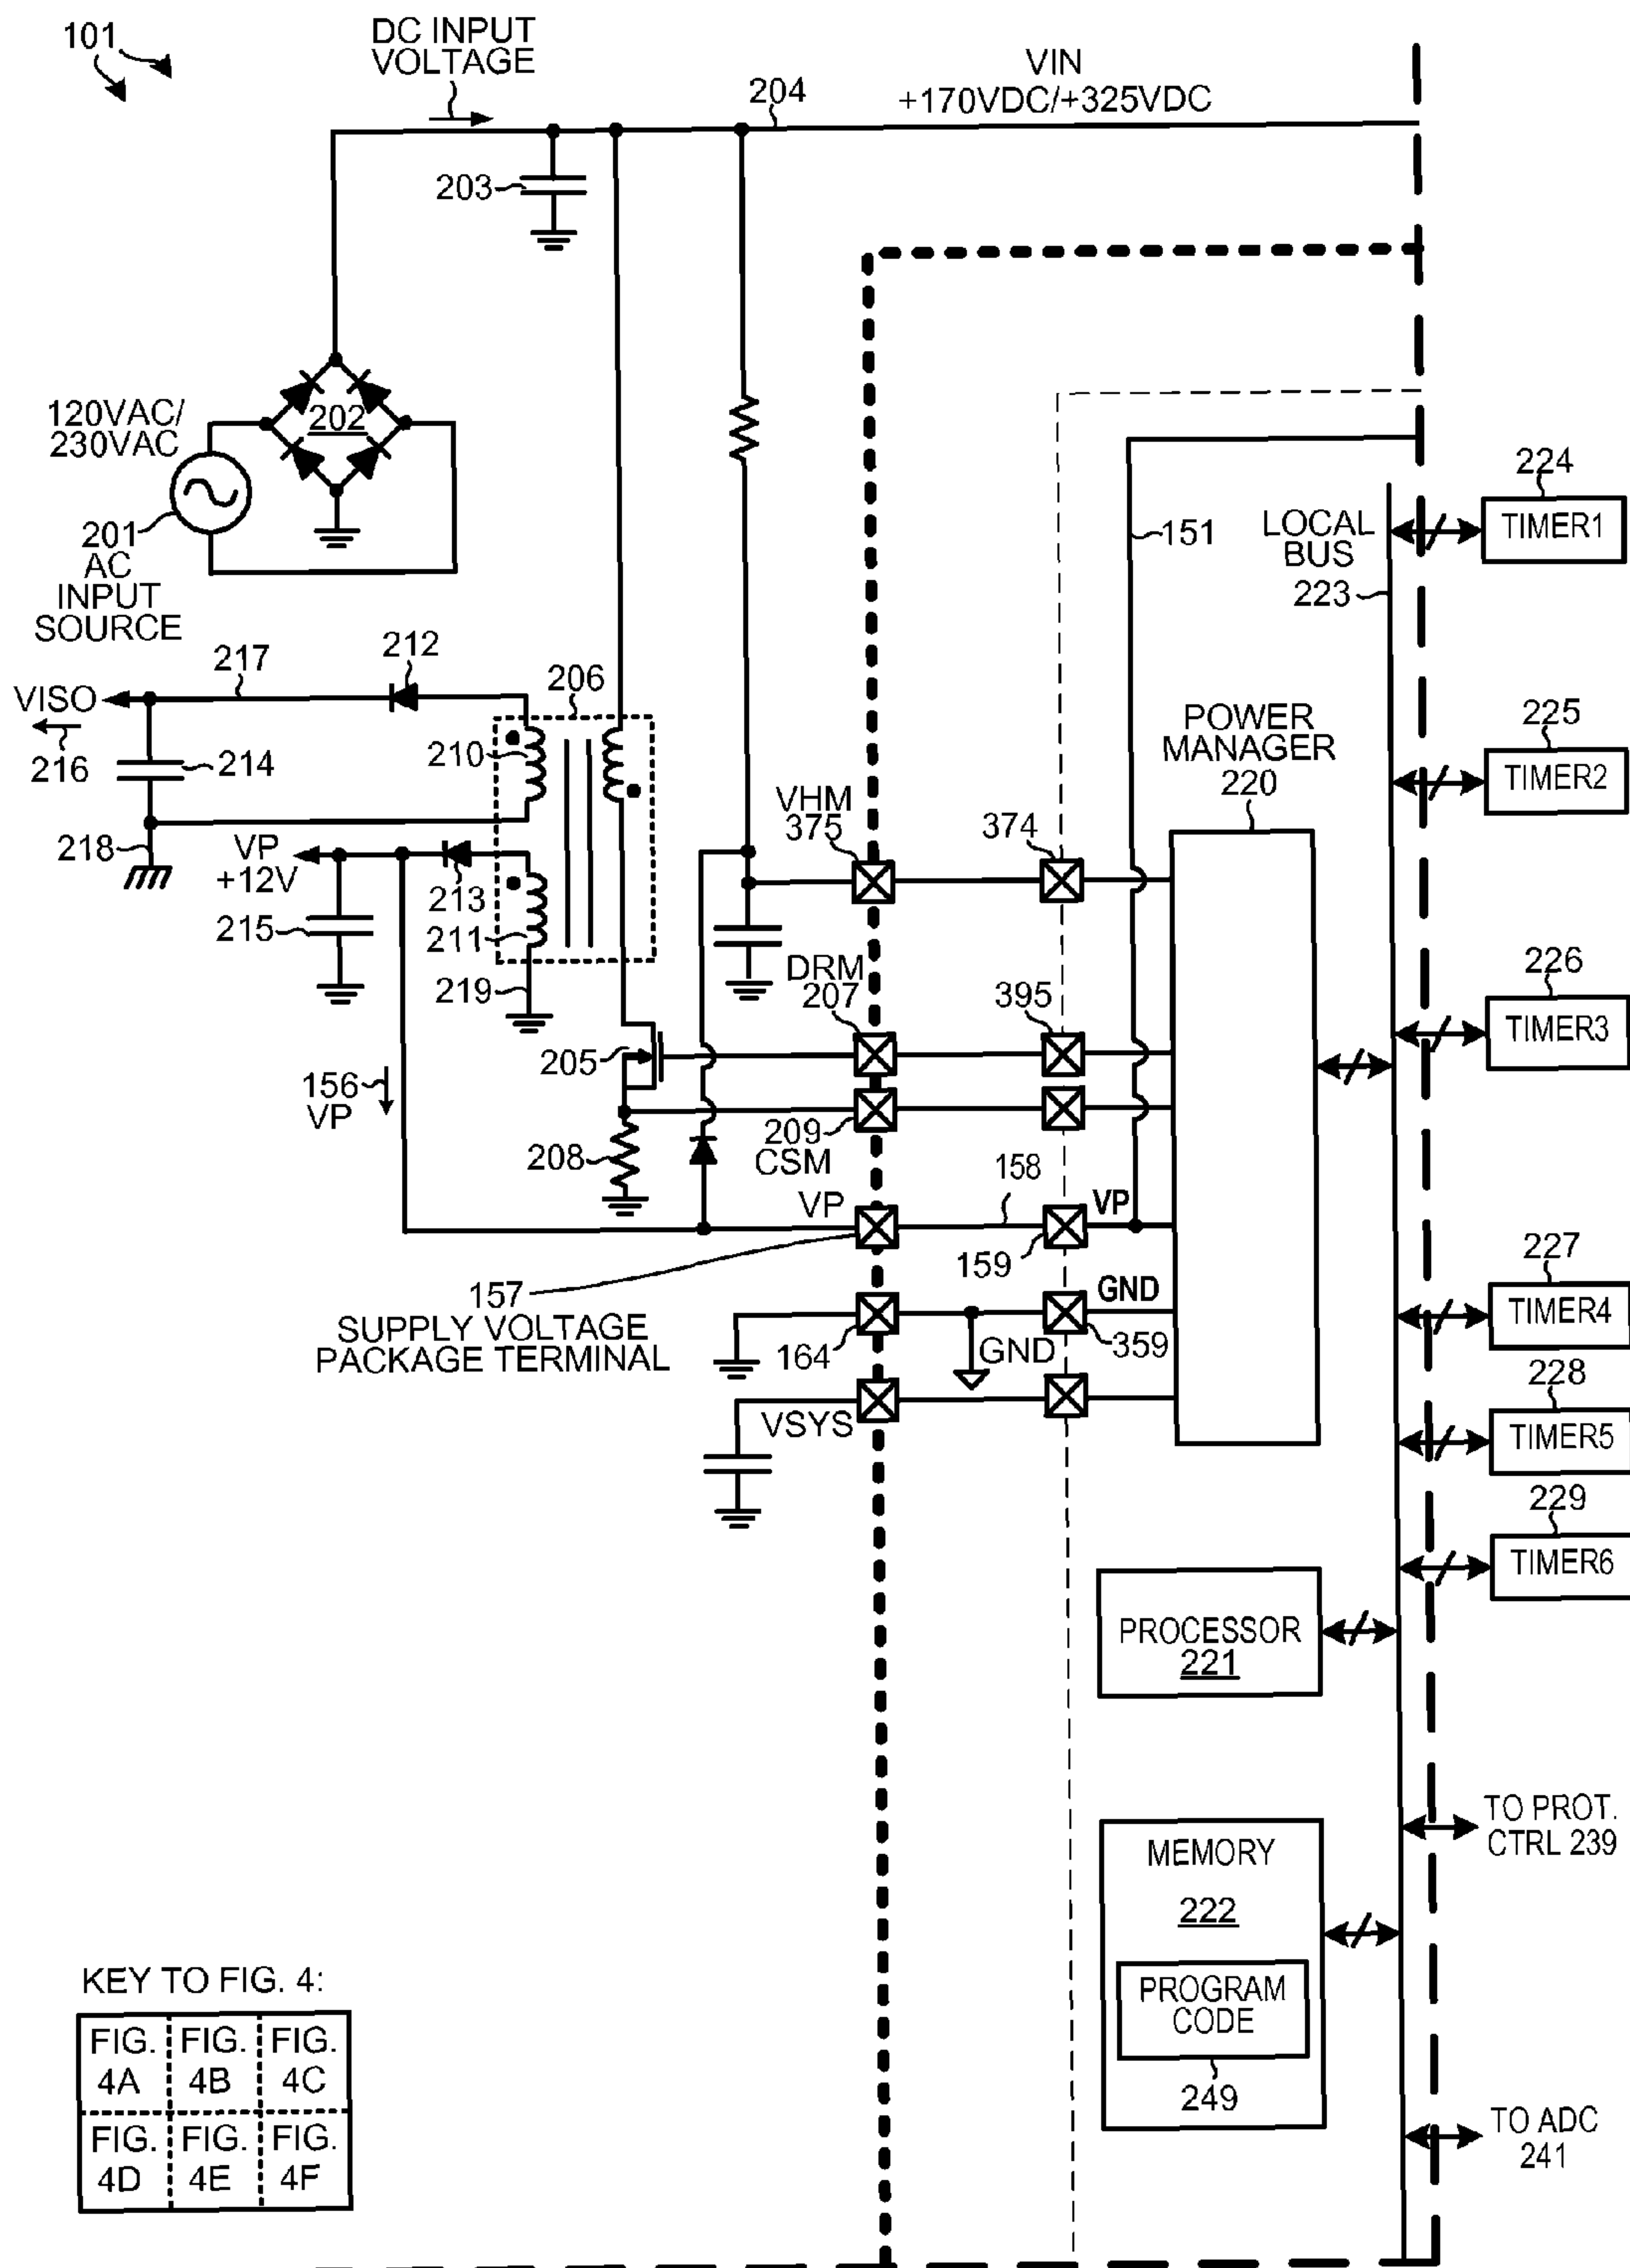 101
DC INPUT
VOLTAGE
204
VIN
+170VDC/+325VDC
203
120VAC/
230VAC
202
201
AC
INPUT
SOURCE
224
TIMER1
LOCAL
BUS
223
151
217
212
VISO
216
206
210
214
218
VP
+12V
213
215
211
219
225
TIMER2
POWER
MANAGER
220
VHM
375
374
DRM
207
395
226
TIMER3
205
156
VP
209
CSM
208
158
VP
VP
159
157
SUPPLY VOLTAGE
PACKAGE TERMINAL
GND
164
GND
359
VSYS
227
TIMER4
228
TIMER5
229
TIMER6
PROCESSOR
221
TO PROT.
CTRL 239
MEMORY
222
PROGRAM
CODE
249
TO ADC
241
KEY TO FIG. 4:
FIG. 4A
FIG. 4B
FIG. 4C
FIG. 4D
FIG. 4E
FIG. 4F